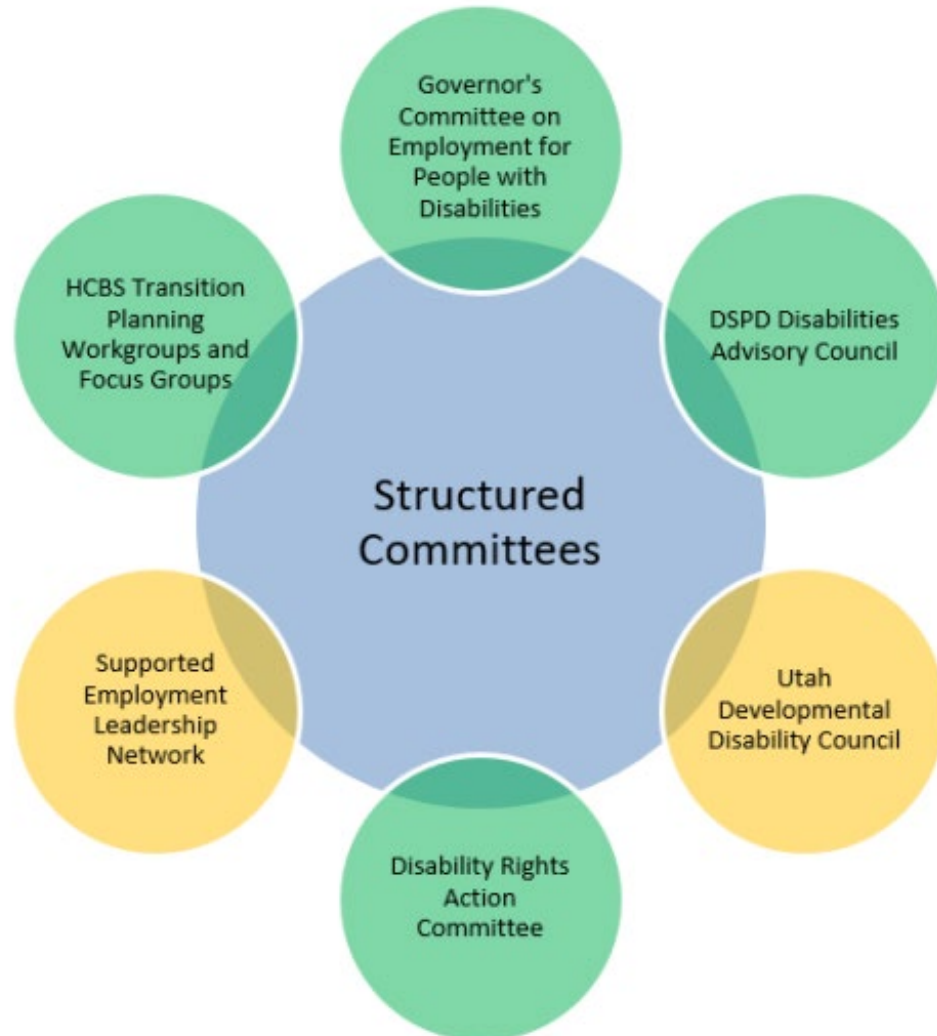 Governor's
Committee on
Employment for
People with
Disabilities
HCBS Transition
Planning
Workgroups and
Focus Groups
DSPD Disabilities
Advisory Council
Structured
Committees
Supported
Employment
Leadership
Network
Utah
Developmental
Disability Council
Disability Rights
Action
Committee